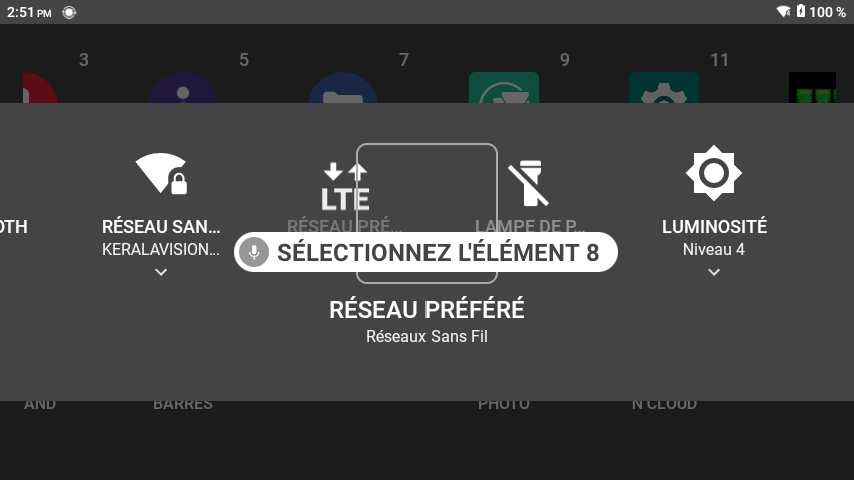 2:51 PM
100 %
3
5
7
9
11
OTH
RÉSEAU SAN...
KERALAVISION...
LTE
RÉSEAU PRÉ...
LAMPE DE P...
LUMINOSITÉ
Niveau 4
SÉLECTIONNEZ L'ÉLÉMENT 8
RÉSEAU PRÉFÉRÉ
Réseaux Sans Fil
AND
BARRES
PHOTO
N CLOUD